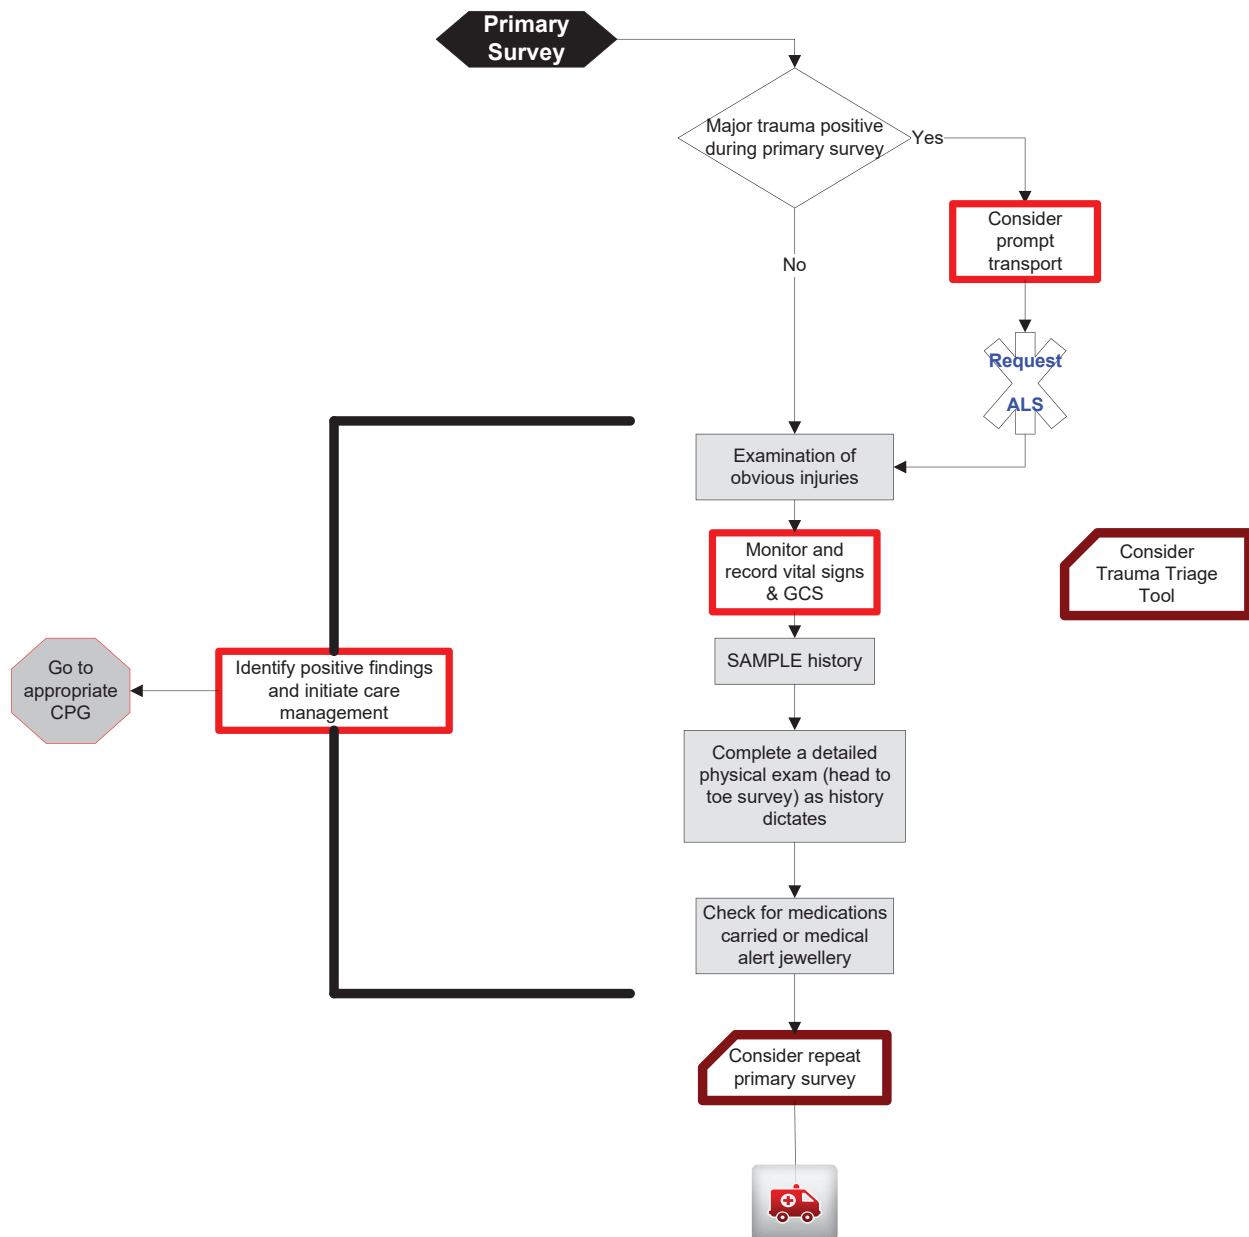 Primary
Survey
Major trauma positive
during primary survey
Yes
Consider
prompt
transport
No
Request
ALS
Examination of
obvious injuries
Monitor and
record vital signs
& GCS
Consider
Trauma Triage
Tool
SAMPLE history
Go to
appropriate
CPG
Identify positive findings
and initiate care
management
Complete a detailed
physical exam (head to
toe survey) as history
dictates
Check for medications
carried or medical
alert jewellery
Consider repeat
primary survey